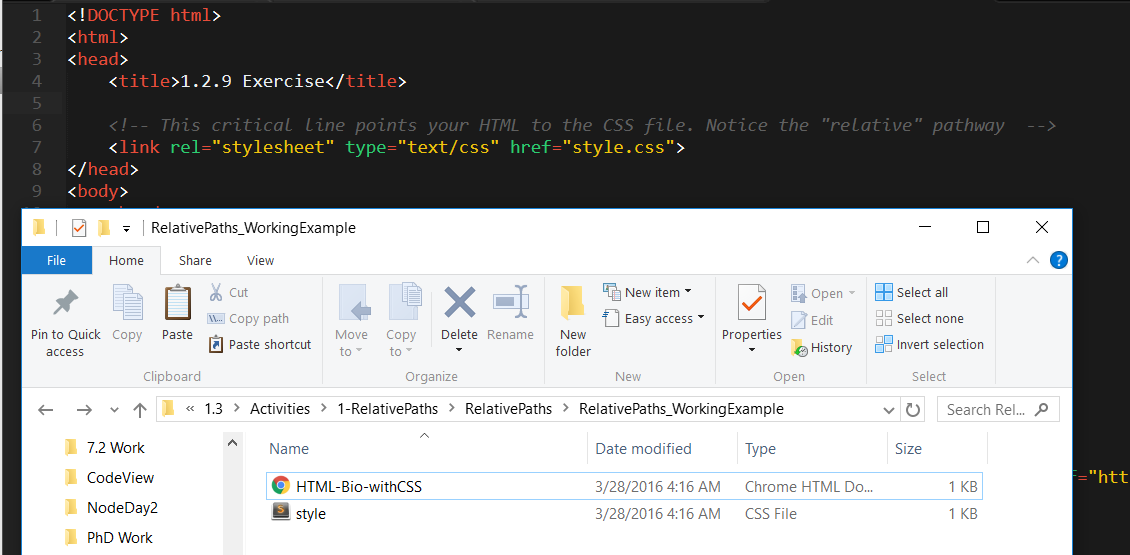 1 <!DOCTYPE html>
2 <html>
3 <head>
4 <title>1.2.9 Exercise</title>
5
6 <!-- This critical line points your HTML to the CSS file. Notice the "relative" pathway -->
7 <link rel="stylesheet" type="text/css" href="style.css">
8 </head>
9 <body>
RelativePaths_WorkingExample
File Home Share View
Pin to Quick access
Copy
Paste
Cut
Copy path
Paste shortcut
Clipboard
Move to
Copy to
Delete
Rename
Organize
New folder
New item
Easy access
New
Properties
Open
Edit
History
Open
Select all
Select none
Invert selection
Select
« 1.3 > Activities > 1-RelativePaths > RelativePaths > RelativePaths_WorkingExample
Search Rel...
7.2 Work
CodeView
NodeDay2
PhD Work
Name Date modified Type Size
HTML-Bio-withCSS 3/28/2016 4:16 AM Chrome HTML Do... 1 KB
style 3/28/2016 4:16 AM CSS File 1 KB
="htt